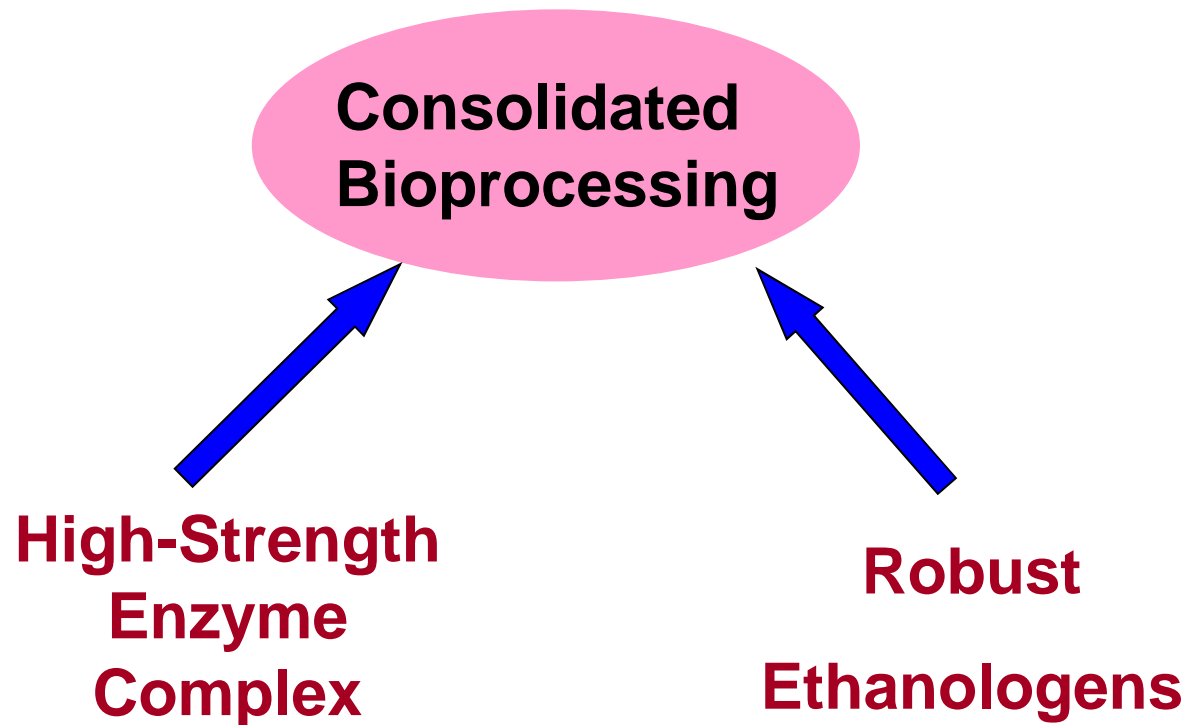 Consolidated
Bioprocessing
High-Strength
Enzyme
Complex
Robust
Ethanologens